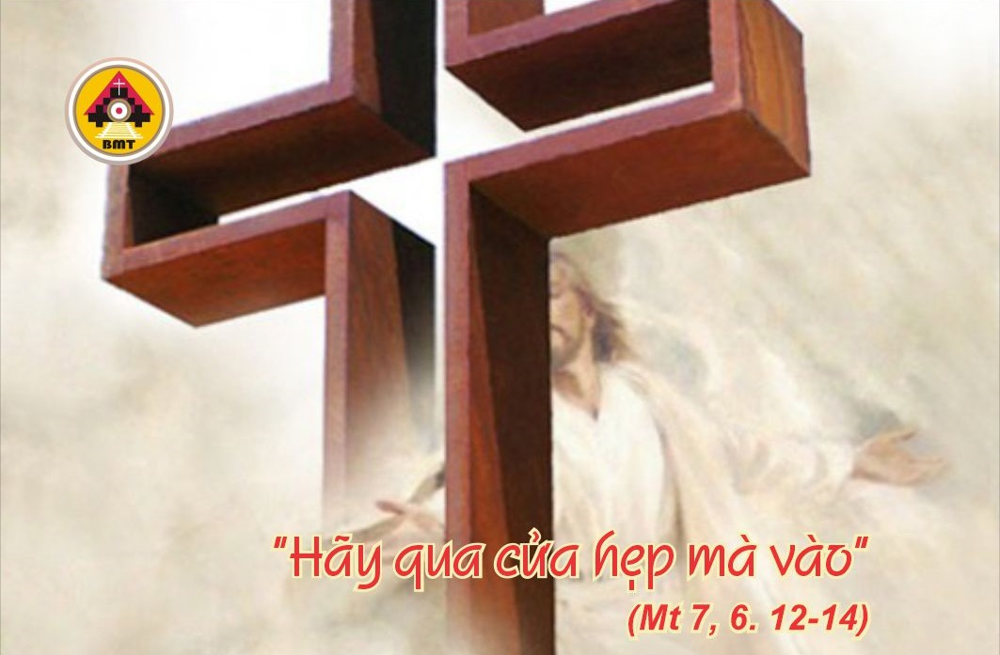 BMT
"Hãy qua cửa hẹp mà vào"
(Mt 7, 6. 12-14)